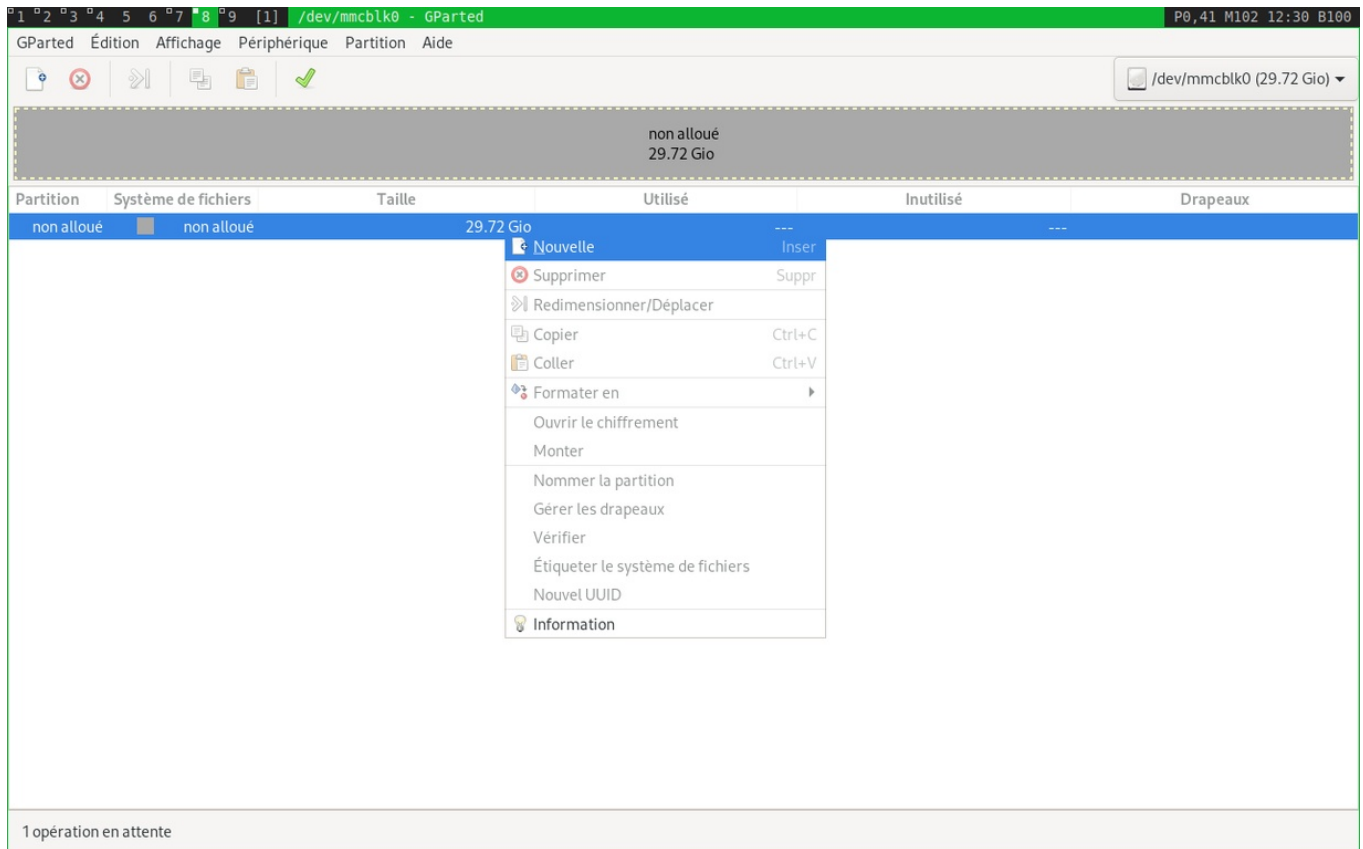 1 2 3 4 5 6 7 8 9 [1] /dev/mmcblk0 - GParted P0,41 M102 12:30 B100
GParted Édition Affichage Périphérique Partition Aide
/dev/mmcblk0 (29.72 Gio)
non alloué
29.72 Gio
Partition Système de fichiers Taille Utilisé Inutilisé Drapeaux
non alloué non alloué 29.72 Gio --- ---
Nouvelle Inser
Supprimer Suppr
Redimensionner/Déplacer
Copier Ctrl+C
Coller Ctrl+V
Formater en
Ouvrir le chiffrement
Monter
Nommer la partition
Gérer les drapeaux
Vérifier
Étiqueter le système de fichiers
Nouvel UUID
Information
1 opération en attente